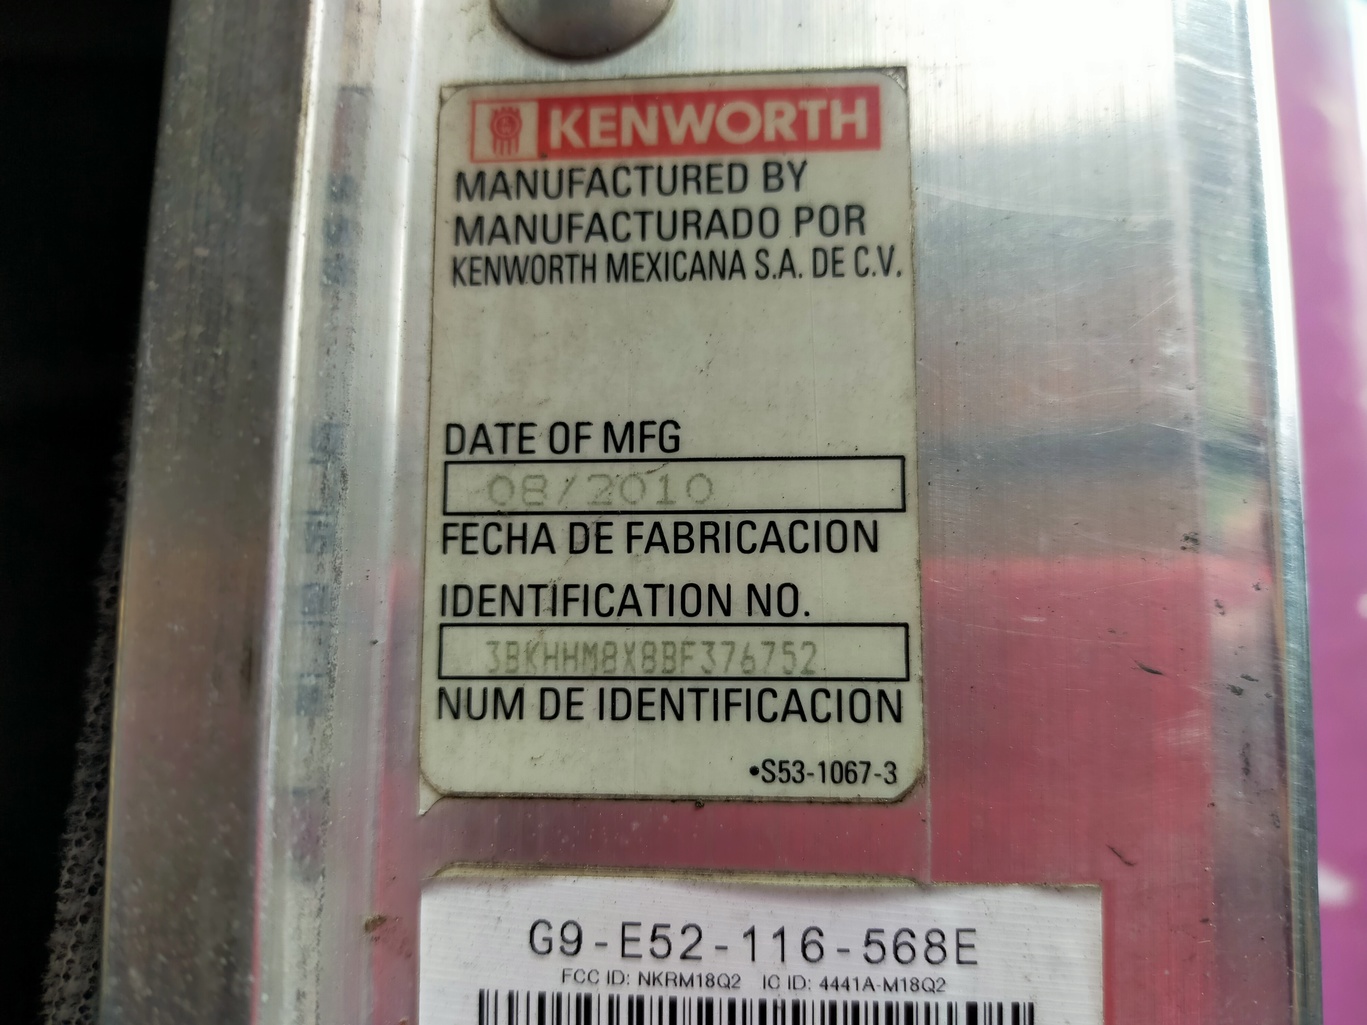 KENWORTH
MANUFACTURED BY
MANUFACTURADO POR
KENWORTH MEXICANA S.A. DE C.V.
DATE OF MFG
08/2010
FECHA DE FABRICACION
IDENTIFICATION NO.
3BKHHM8X8BF376752
NUM DE IDENTIFICACION
•S53-1067-3
G9-E52-116-568E
FCC ID: NKRM18Q2 IC ID: 4441A-M18Q2